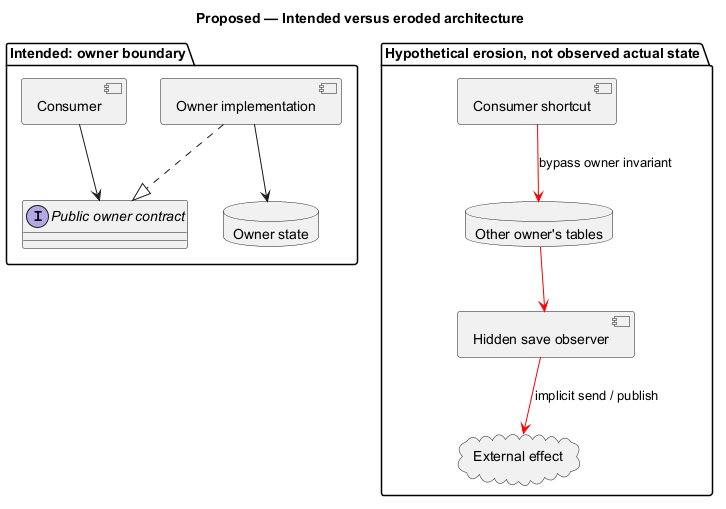 Proposed — Intended versus eroded architecture
Intended: owner boundary
Consumer
Owner implementation
I Public owner contract
Owner state
Hypothetical erosion, not observed actual state
Consumer shortcut
bypass owner invariant
Other owner's tables
Hidden save observer
implicit send / publish
External effect